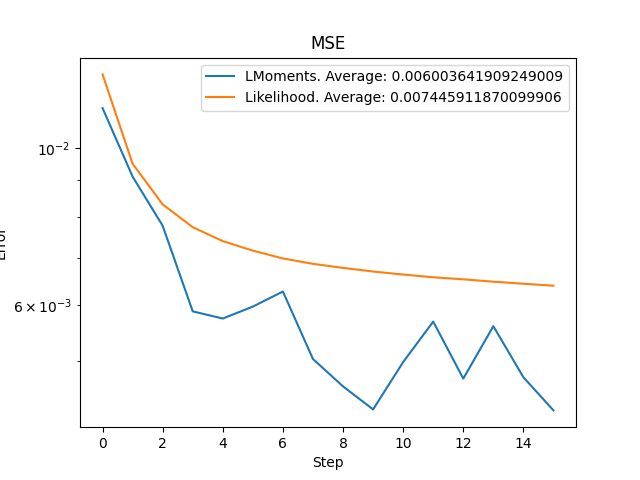 MSE
LMoments. Average: 0.006003641909249009
Likelihood. Average: 0.007445911870099906
10⁻²
6 × 10⁻³
Error
0 2 4 6 8 10 12 14
Step